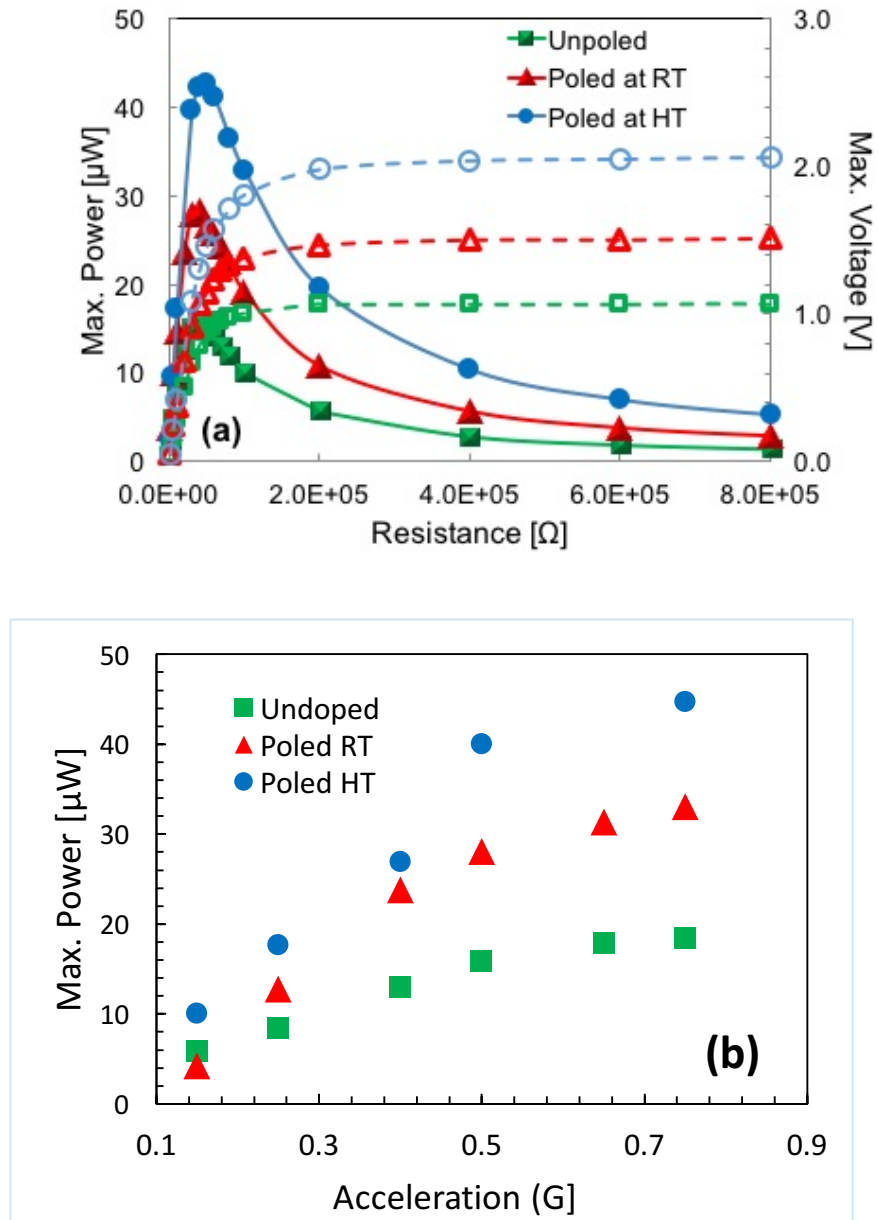 50
40
30
20
10
0
Max. Power [µW]
3.0
2.0
1.0
0.0
Max. Voltage [V]
Unpoled
Poled at RT
Poled at HT
(a)
0.0E+00 2.0E+05 4.0E+05 6.0E+05 8.0E+05
Resistance [Ω]
50
40
30
20
10
0
Max. Power [µW]
Undoped
Poled RT
Poled HT
(b)
0.1 0.3 0.5 0.7 0.9
Acceleration (G]